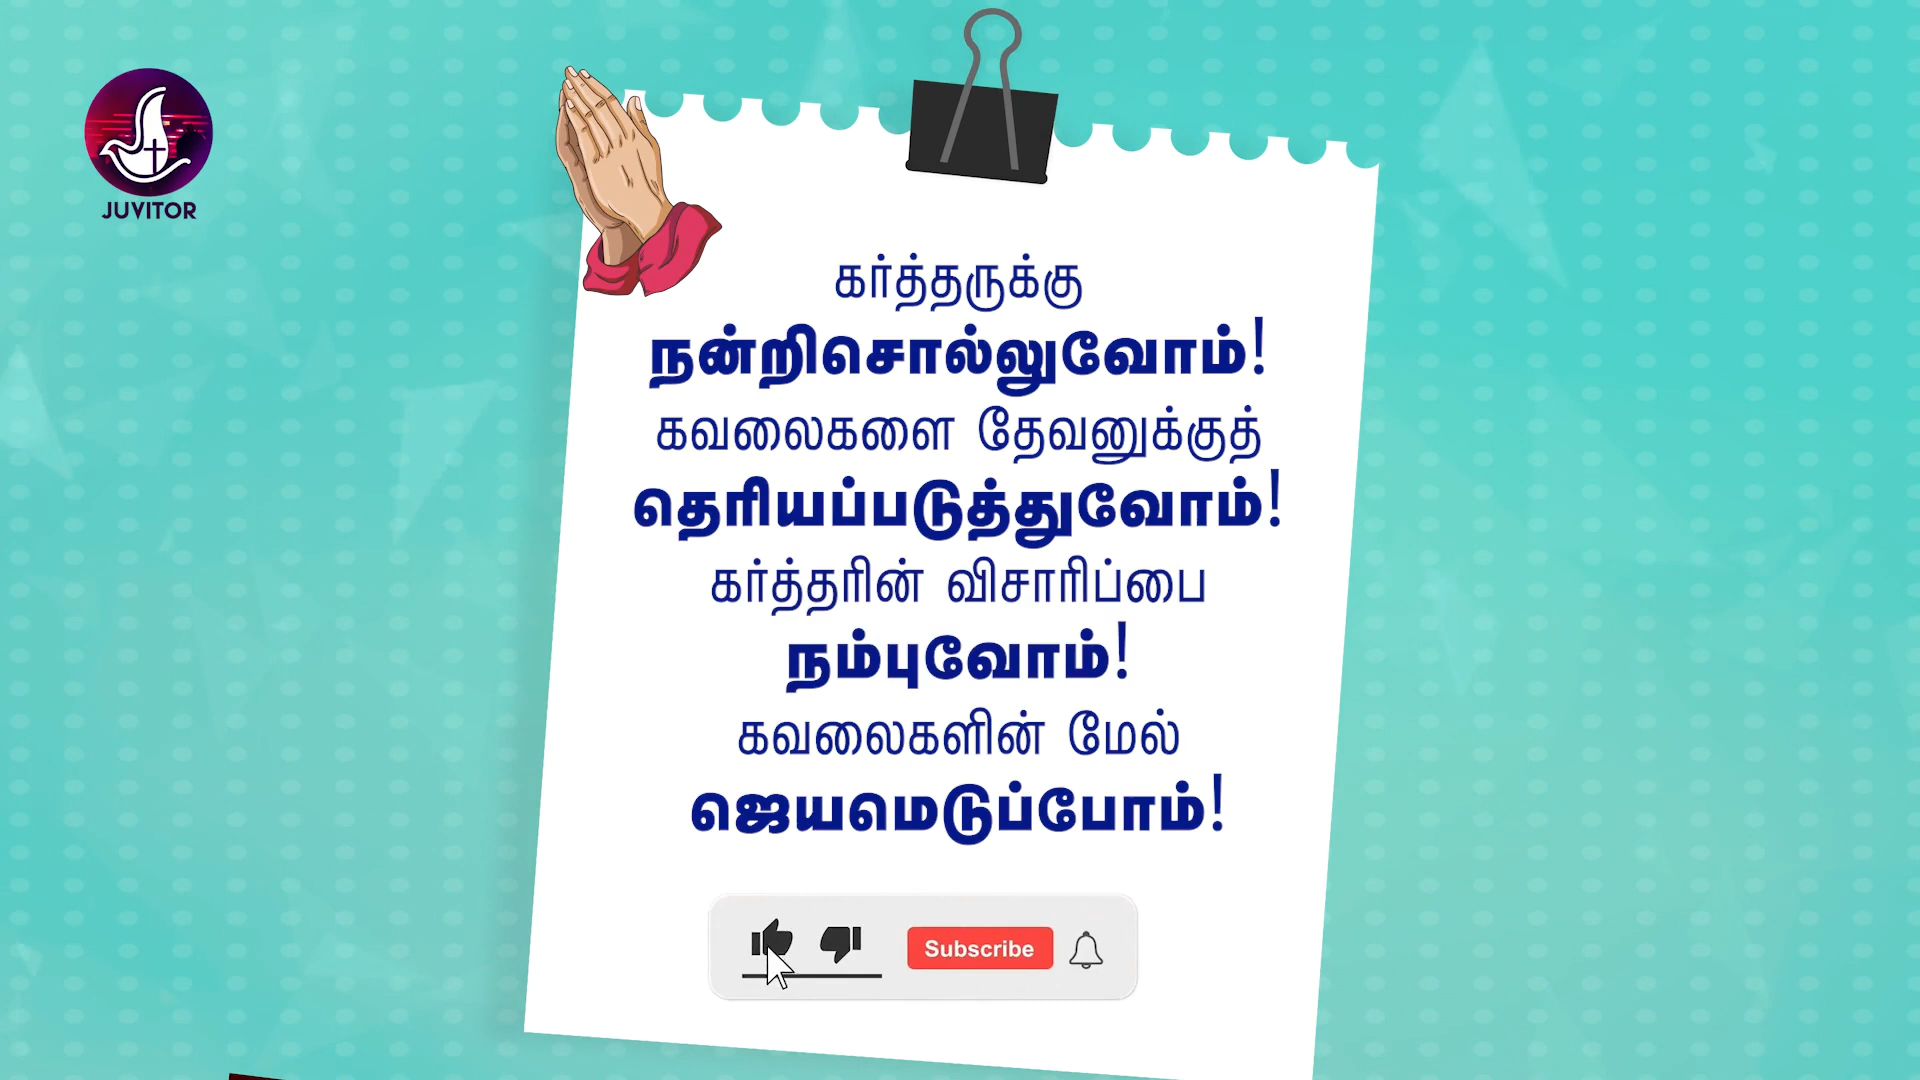 JUVITOR
கர்த்தருக்கு
நன்றிசொல்லுவோம்!
கவலைகளை தேவனுக்குத்
தெரியப்படுத்துவோம்!
கர்த்தரின் விசாரிப்பை
நம்புவோம்!
கவலைகளின் மேல்
ஜெயமெடுப்போம்!
Subscribe